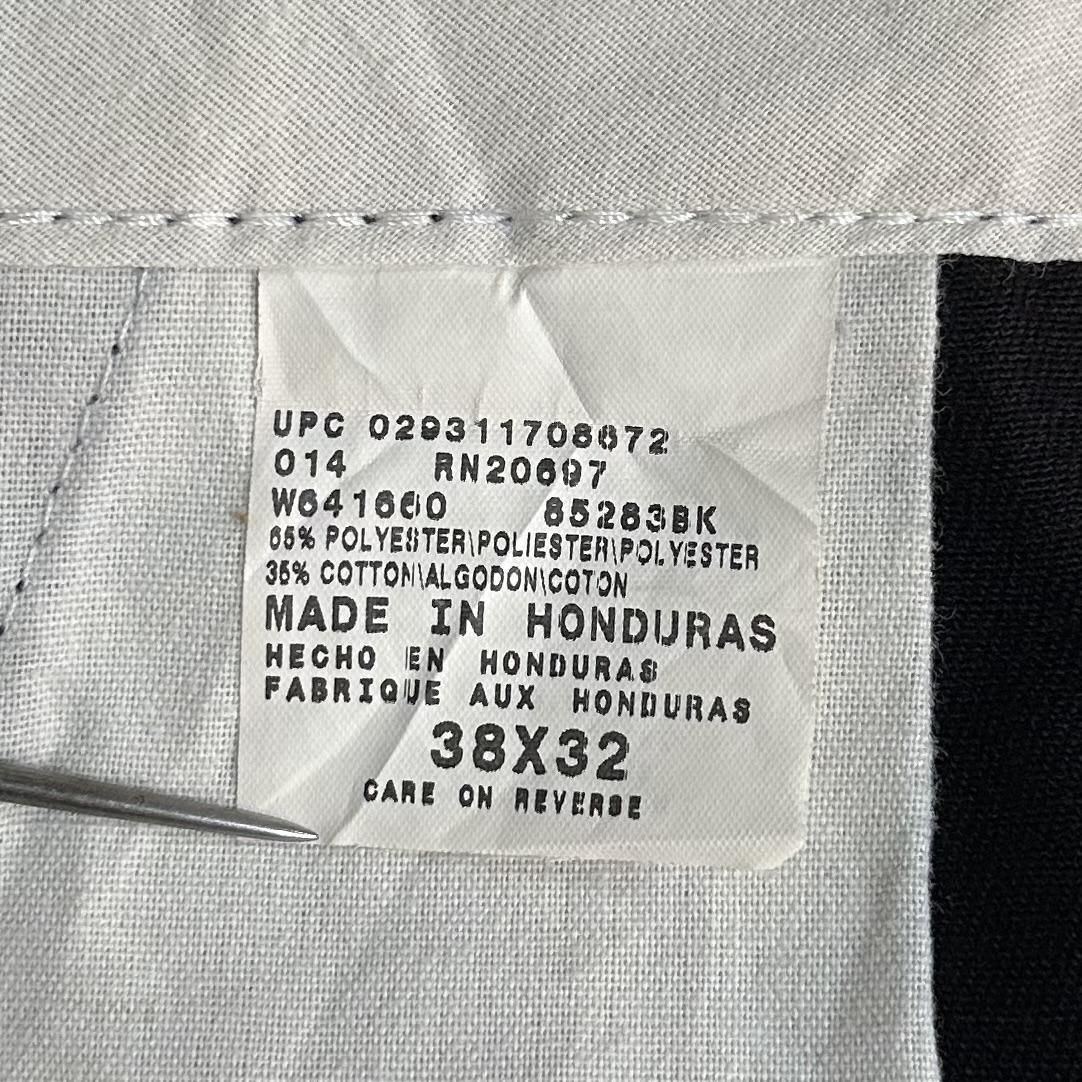 UPC 029311708672
014 RN20697
W641660 85283BK
65% POLYESTER\POLIESTER\POLYESTER
35% COTTON\ALGODON\COTON
MADE IN HONDURAS
HECHO EN HONDURAS
FABRIQUE AUX HONDURAS
38X32
CARE ON REVERSE